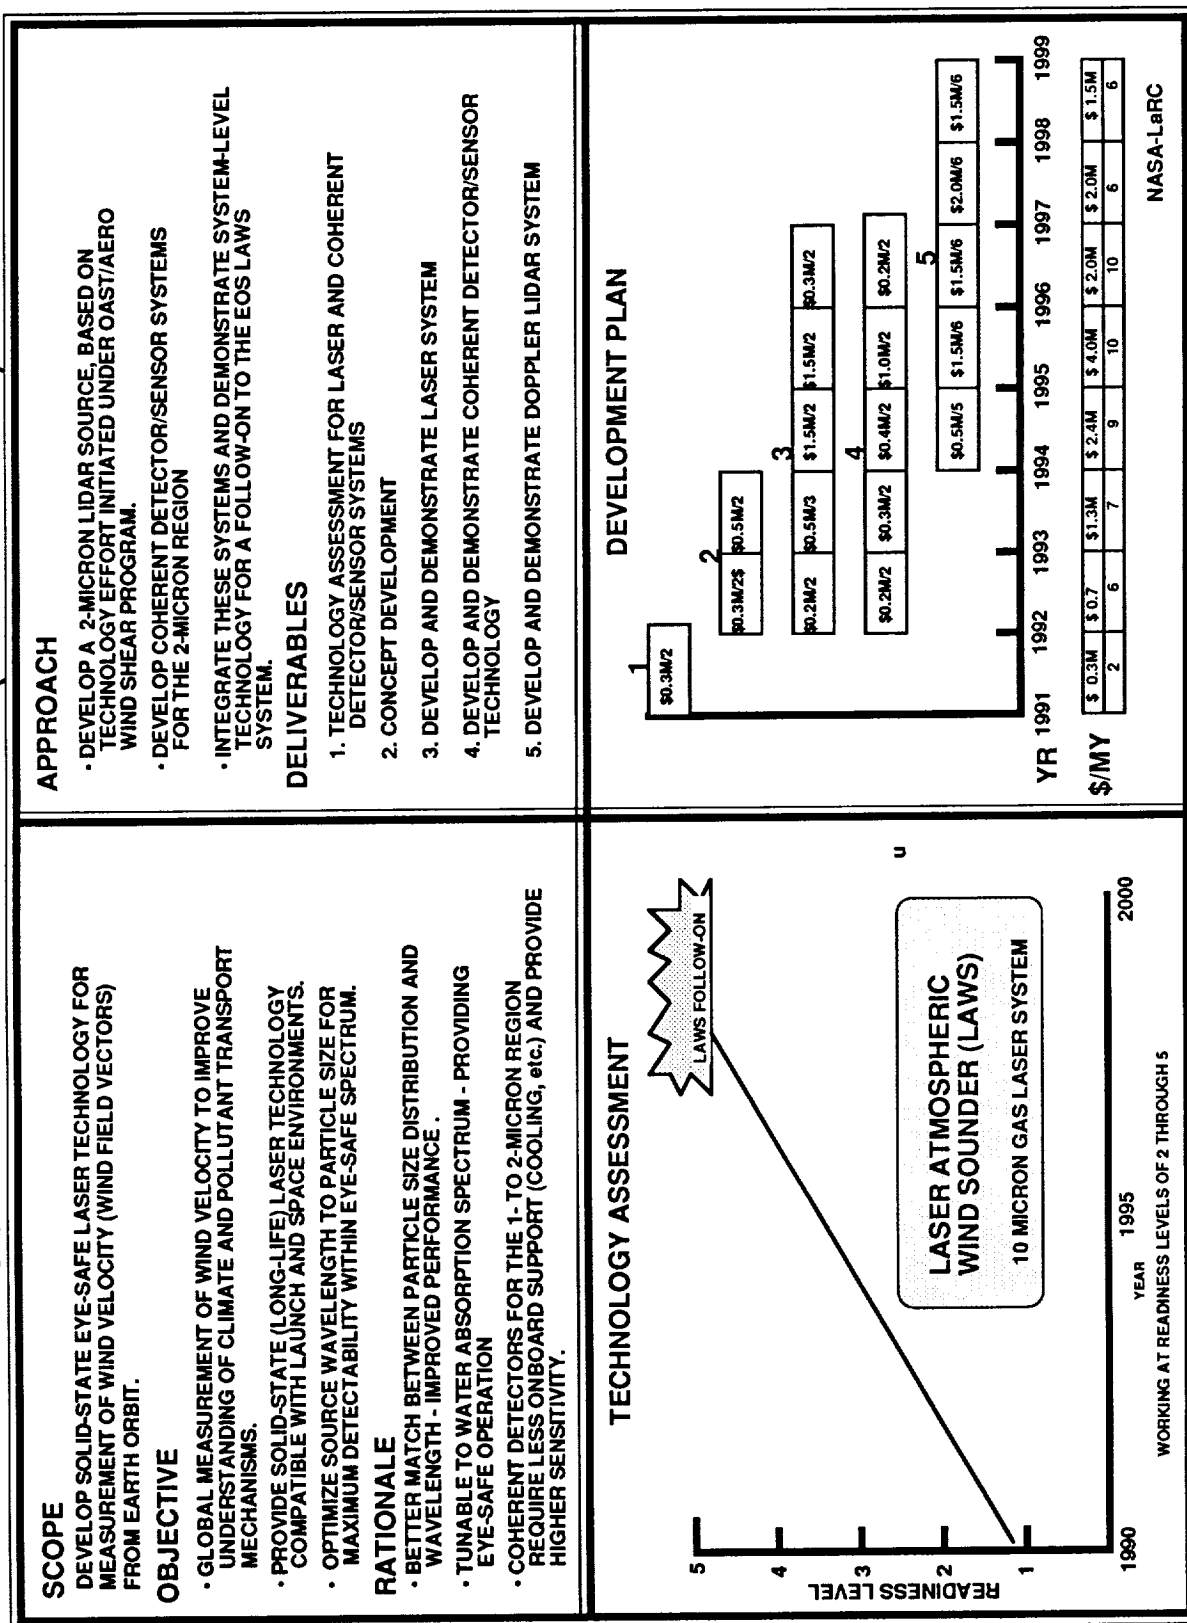 SCOPE
DEVELOP SOLID-STATE EYE-SAFE LASER TECHNOLOGY FOR
MEASUREMENT OF WIND VELOCITY (WIND FIELD VECTORS)
FROM EARTH ORBIT.
OBJECTIVE
· GLOBAL MEASUREMENT OF WIND VELOCITY TO IMPROVE
UNDERSTANDING OF CLIMATE AND POLLUTANT TRANSPORT
MECHANISMS.
· PROVIDE SOLID-STATE (LONG-LIFE) LASER TECHNOLOGY
COMPATIBLE WITH LAUNCH AND SPACE ENVIRONMENTS.
· OPTIMIZE SOURCE WAVELENGTH TO PARTICLE SIZE FOR
MAXIMUM DETECTABILITY WITHIN EYE-SAFE SPECTRUM.
RATIONALE
· BETTER MATCH BETWEEN PARTICLE SIZE DISTRIBUTION AND
WAVELENGTH - IMPROVED PERFORMANCE .
· TUNABLE TO WATER ABSORPTION SPECTRUM - PROVIDING
EYE-SAFE OPERATION
· COHERENT DETECTORS FOR THE 1- TO 2-MICRON REGION
REQUIRE LESS ONBOARD SUPPORT (COOLING, etc.) AND PROVIDE
HIGHER SENSITIVITY.
APPROACH
· DEVELOP A 2-MICRON LIDAR SOURCE, BASED ON
TECHNOLOGY EFFORT INITIATED UNDER OAST/AERO
WIND SHEAR PROGRAM.
· DEVELOP COHERENT DETECTOR/SENSOR SYSTEMS
FOR THE 2-MICRON REGION
· INTEGRATE THESE SYSTEMS AND DEMONSTRATE SYSTEM-LEVEL
TECHNOLOGY FOR A FOLLOW-ON TO THE EOS LAWS
SYSTEM.
DELIVERABLES
1. TECHNOLOGY ASSESSMENT FOR LASER AND COHERENT
DETECTOR/SENSOR SYSTEMS
2. CONCEPT DEVELOPMENT
3. DEVELOP AND DEMONSTRATE LASER SYSTEM
4. DEVELOP AND DEMONSTRATE COHERENT DETECTOR/SENSOR
TECHNOLOGY
5. DEVELOP AND DEMONSTRATE DOPPLER LIDAR SYSTEM
TECHNOLOGY ASSESSMENT
LAWS FOLLOW-ON
READINESS LEVEL
5
4
3
2
1
LASER ATMOSPHERIC
WIND SOUNDER (LAWS)
10 MICRON GAS LASER SYSTEM
u
1990 1995 2000
YEAR
WORKING AT READINESS LEVELS OF 2 THROUGH 5
DEVELOPMENT PLAN
1
$0.3M/2
2
$0.3M/2$ $0.5M/2
3
$0.2M/2 $0.5M/3 $1.5M/2 $1.5M/2 $0.3M/2
4
$0.2M/2 $0.3M/2 $0.4M/2 $1.0M/2 $0.2M/2
5
$0.5M/5 $1.5M/6 $1.5M/6 $2.0M/6 $1.5M/6
YR 1991 1992 1993 1994 1995 1996 1997 1998 1999
$/MY $ 0.3M $ 0.7 $1.3M $ 2.4M $ 4.0M $ 2.0M $ 2.0M $ 1.5M
2 6 7 9 10 10 6 6
NASA-LaRC